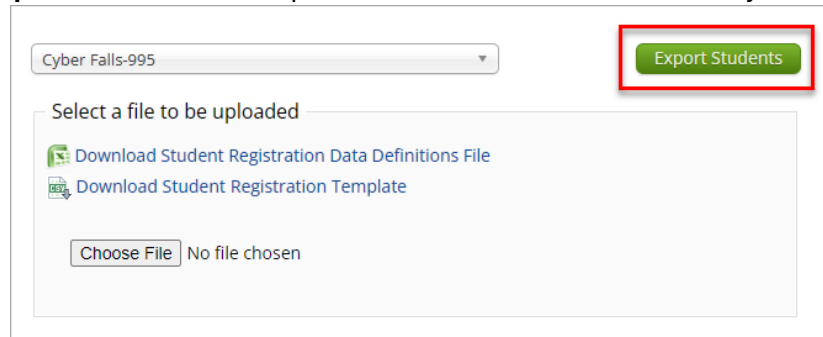 Cyber Falls-995
Export Students
Select a file to be uploaded
Download Student Registration Data Definitions File
Download Student Registration Template
Choose File No file chosen